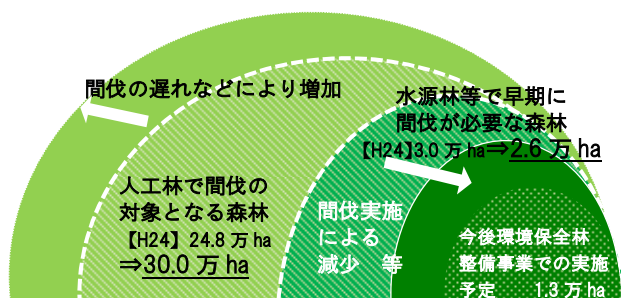 間伐の遅れなどにより増加
水源林等で早期に
間伐が必要な森林
【H24】3.0 万 ha⇒2.6 万 ha
人工林で間伐の
対象となる森林
【H24】 24.8 万 ha
⇒30.0 万 ha
間伐実施
による
減少　等
今後環境保全林
整備事業での実施
予定　　1.3 万 ha